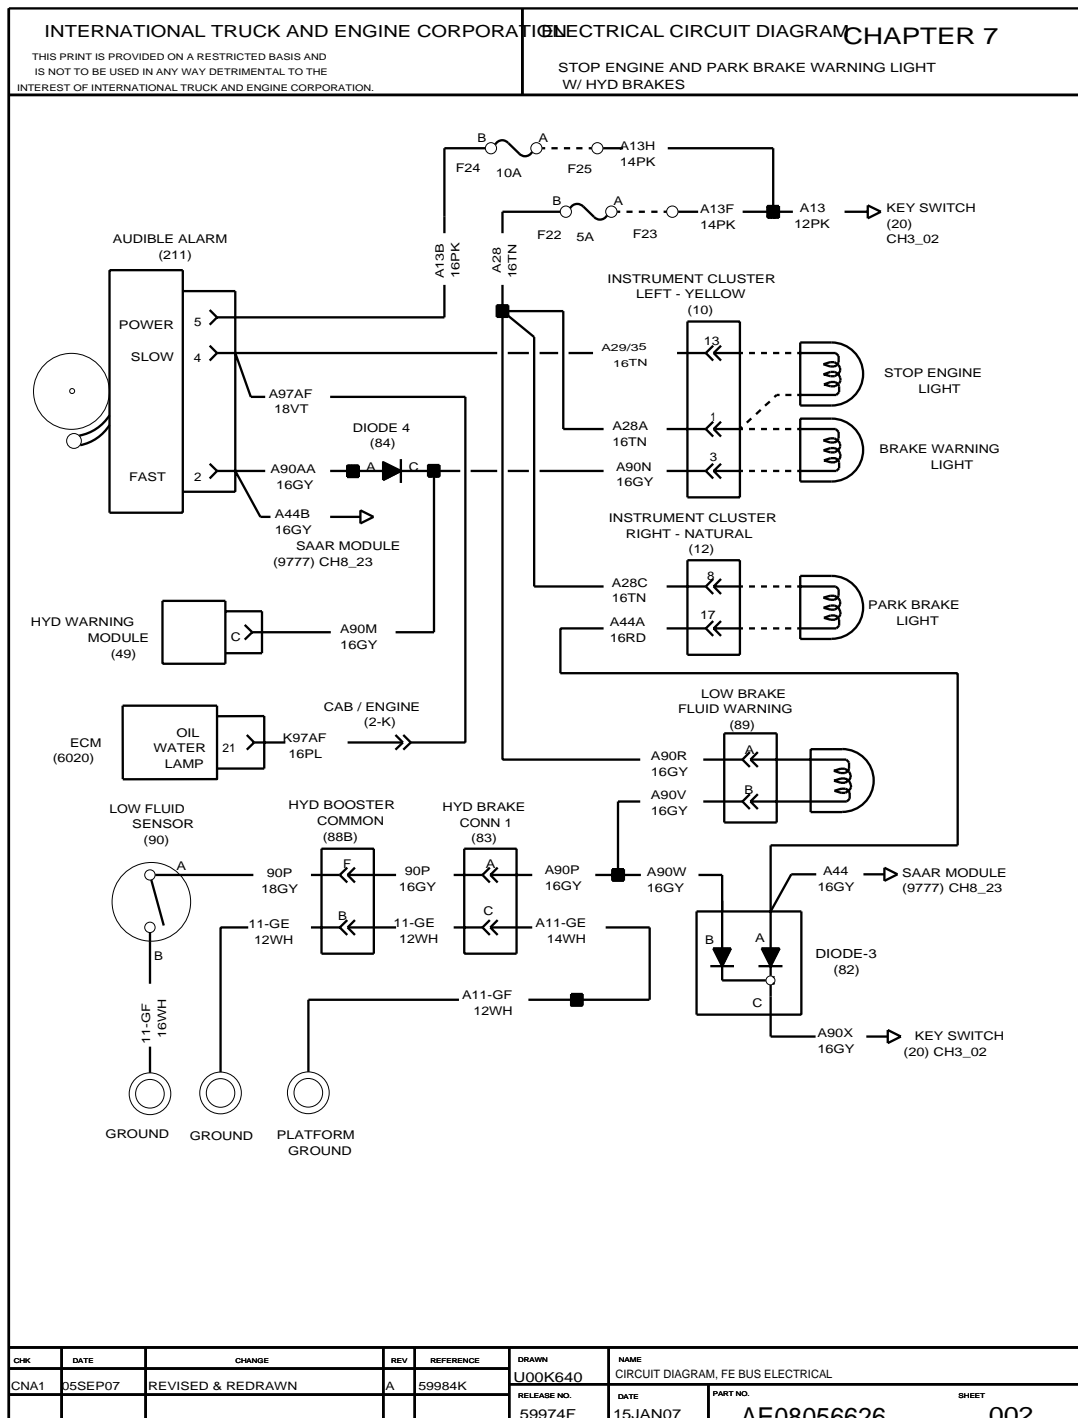 INTERNATIONAL TRUCK AND ENGINE CORPORATION
ELECTRICAL CIRCUIT DIAGRAM
CHAPTER 7
THIS PRINT IS PROVIDED ON A RESTRICTED BASIS AND
IS NOT TO BE USED IN ANY WAY DETRIMENTAL TO THE
INTEREST OF INTERNATIONAL TRUCK AND ENGINE CORPORATION.
STOP ENGINE AND PARK BRAKE WARNING LIGHT
W/ HYD BRAKES
B
A
F24
10A
F25
A13H
14PK
B
A
F22
5A
F23
A13F
14PK
A13
12PK
KEY SWITCH
(20)
CH3_02
A13B
16PK
A28
16TN
AUDIBLE ALARM
(211)
POWER
5
SLOW
4
FAST
2
A97AF
18VT
DIODE 4
(84)
A90AA
16GY
A
C
A44B
16GY
SAAR MODULE
(9777) CH8_23
INSTRUMENT CLUSTER
LEFT - YELLOW
(10)
A29/35
16TN
13
A28A
16TN
1
A90N
16GY
3
STOP ENGINE
LIGHT
BRAKE WARNING
LIGHT
INSTRUMENT CLUSTER
RIGHT - NATURAL
(12)
A28C
16TN
8
A44A
16RD
17
PARK BRAKE
LIGHT
HYD WARNING
MODULE
(49)
C
A90M
16GY
ECM
(6020)
OIL
WATER
LAMP
21
K97AF
16PL
CAB / ENGINE
(2-K)
LOW BRAKE
FLUID WARNING
(89)
A90R
16GY
A
A90V
16GY
B
LOW FLUID
SENSOR
(90)
A
B
90P
18GY
HYD BOOSTER
COMMON
(88B)
F
B
90P
16GY
HYD BRAKE
CONN 1
(83)
A
C
A90P
16GY
A90W
16GY
A44
16GY
SAAR MODULE
(9777) CH8_23
11-GE
12WH
11-GE
12WH
A11-GE
14WH
B
A
C
DIODE-3
(82)
A11-GF
12WH
11-GF
16WH
A90X
16GY
KEY SWITCH
(20) CH3_02
GROUND
GROUND
PLATFORM
GROUND
CHK
DATE
CHANGE
REV
REFERENCE
CNA1
05SEP07
REVISED & REDRAWN
A
59984K
DRAWN
U00K640
NAME
CIRCUIT DIAGRAM, FE BUS ELECTRICAL
RELEASE NO.
59974F
DATE
15JAN07
PART NO.
AE08056626
SHEET
002